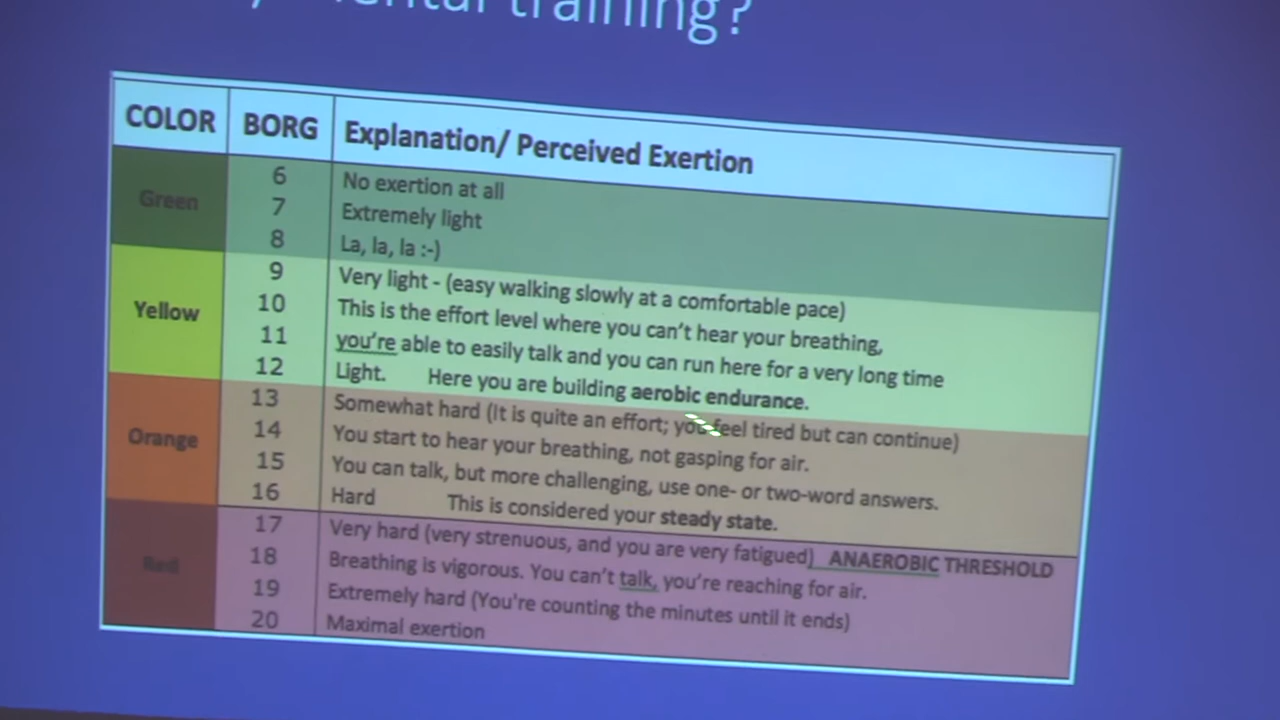 training?
COLOR BORG Explanation/ Perceived Exertion
Green
6 No exertion at all
7 Extremely light
8 La, la, la :-)
Yellow
9 Very light - (easy walking slowly at a comfortable pace)
10 This is the effort level where you can't hear your breathing,
11 you're able to easily talk and you can run here for a very long time
12 Light. Here you are building aerobic endurance.
Orange
13 Somewhat hard (It is quite an effort; you feel tired but can continue)
14 You start to hear your breathing, not gasping for air.
15 You can talk, but more challenging, use one- or two-word answers.
16 Hard This is considered your steady state.
Red
17 Very hard (very strenuous, and you are very fatigued) ANAEROBIC THRESHOLD
18 Breathing is vigorous. You can't talk, you're reaching for air.
19 Extremely hard (You're counting the minutes until it ends)
20 Maximal exertion